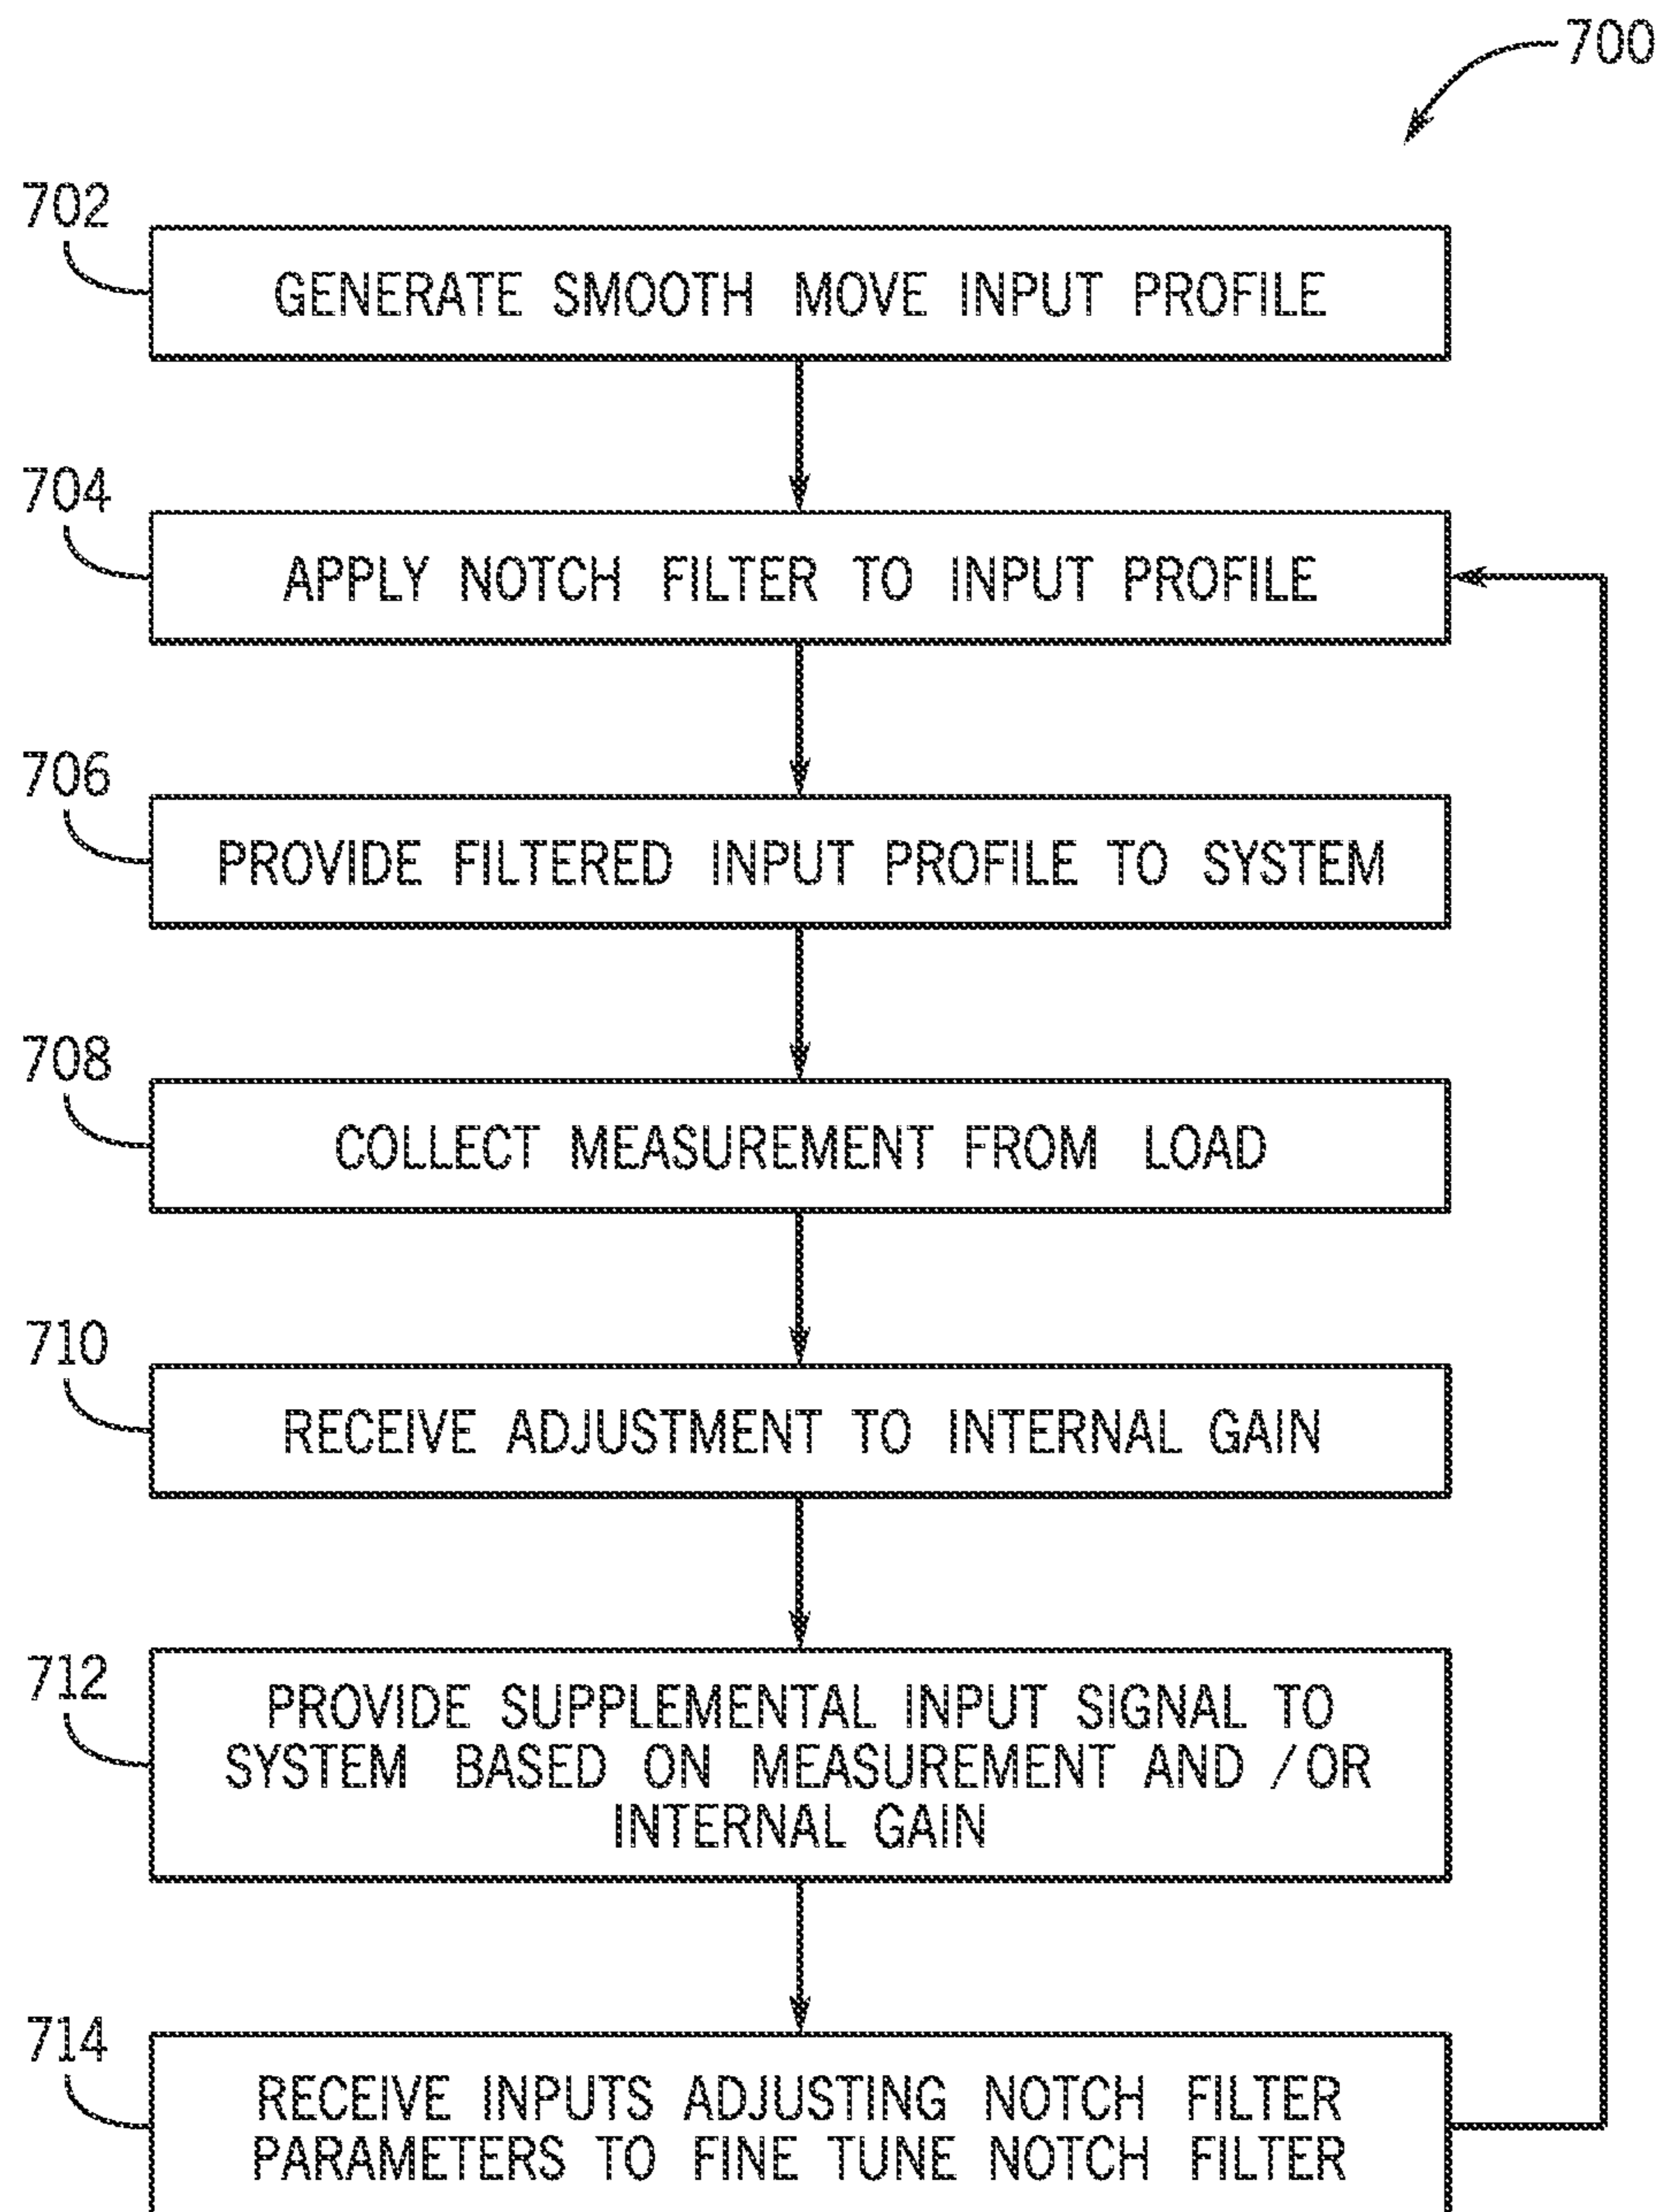 700
702
GENERATE SMOOTH MOVE INPUT PROFILE
704
APPLY NOTCH FILTER TO INPUT PROFILE
706
PROVIDE FILTERED INPUT PROFILE TO SYSTEM
708
COLLECT MEASUREMENT FROM LOAD
710
RECEIVE ADJUSTMENT TO INTERNAL GAIN
712
PROVIDE SUPPLEMENTAL INPUT SIGNAL TO
SYSTEM BASED ON MEASUREMENT AND /OR
INTERNAL GAIN
714
RECEIVE INPUTS ADJUSTING NOTCH FILTER
PARAMETERS TO FINE TUNE NOTCH FILTER